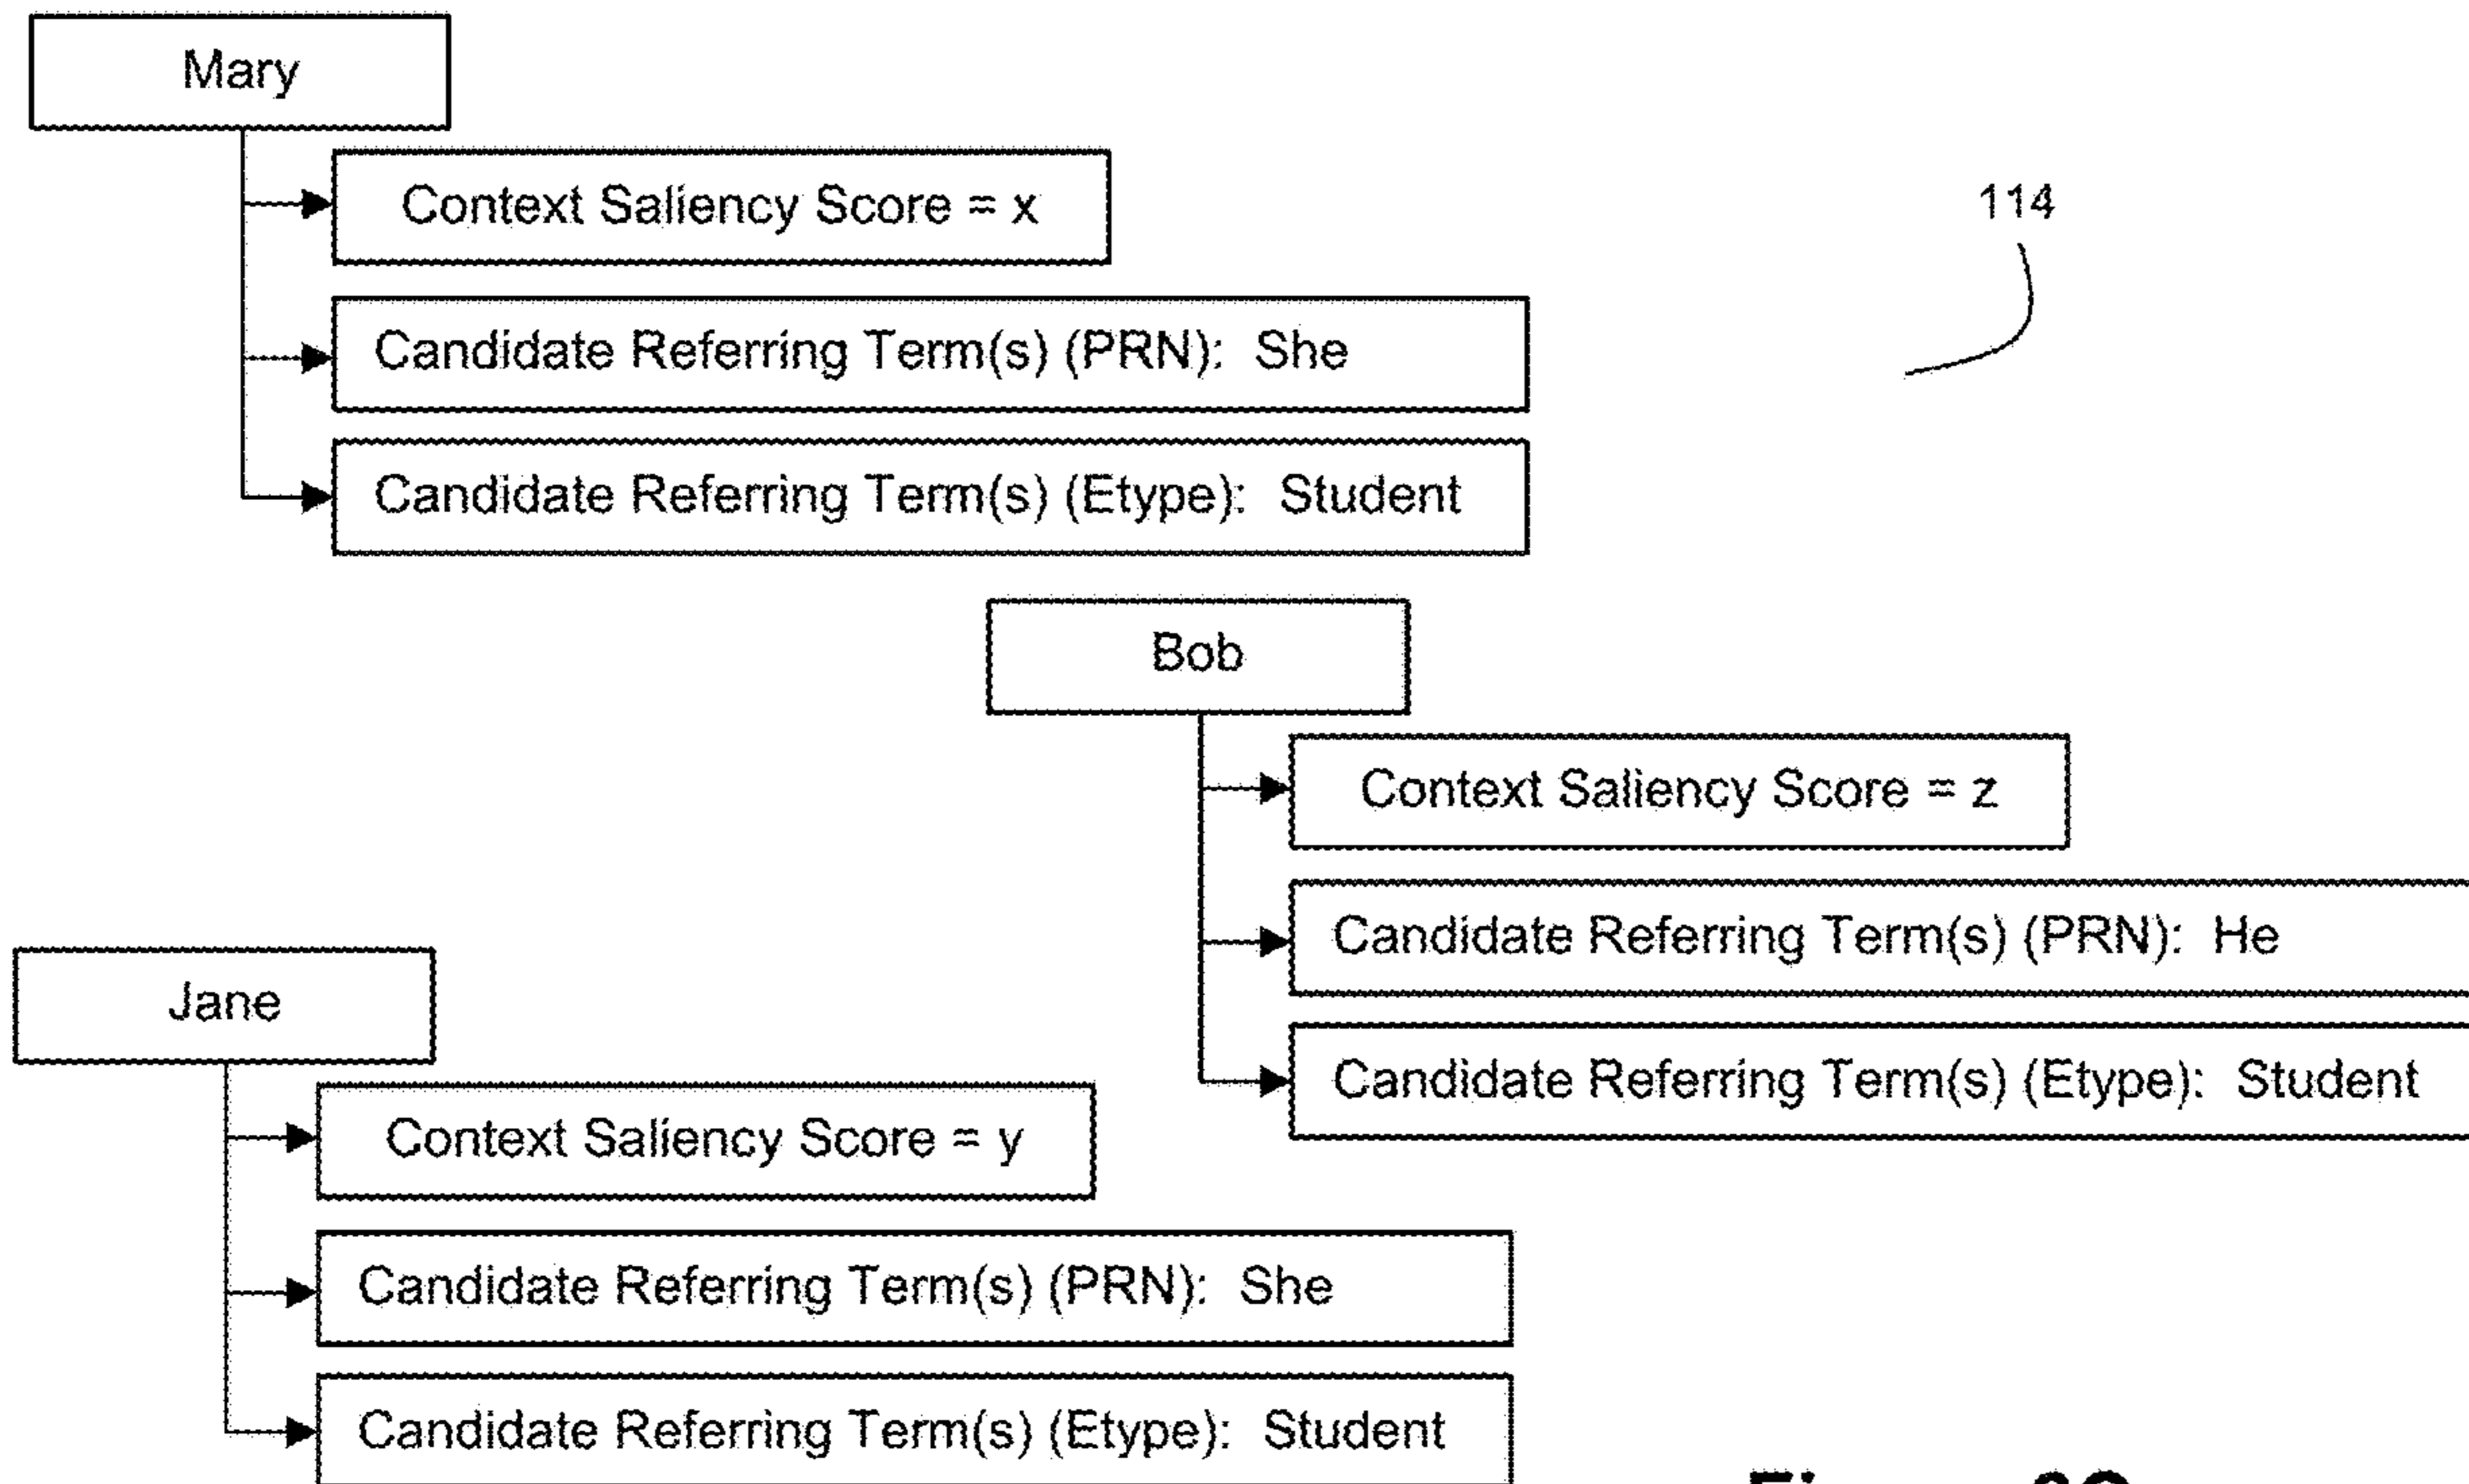 Mary
Context Saliency Score = x
114
Candidate Referring Term(s) (PRN): She
Candidate Referring Term(s) (Etype): Student
Bob
Context Saliency Score = z
Candidate Referring Term(s) (PRN): He
Candidate Referring Term(s) (Etype): Student
Jane
Context Saliency Score = y
Candidate Referring Term(s) (PRN): She
Candidate Referring Term(s) (Etype): Student